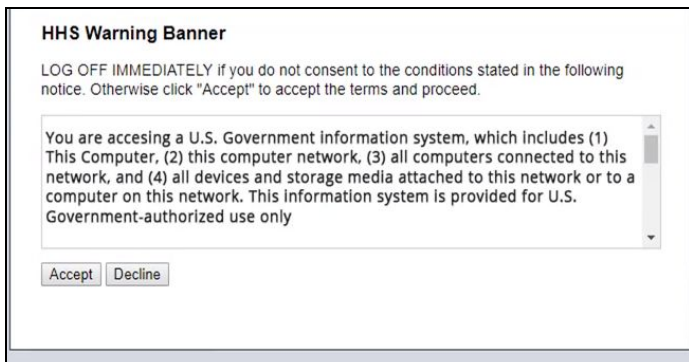 HHS Warning Banner
LOG OFF IMMEDIATELY if you do not consent to the conditions stated in the following
notice. Otherwise click "Accept" to accept the terms and proceed.
You are accesing a U.S. Government information system, which includes (1)
This Computer, (2) this computer network, (3) all computers connected to this
network, and (4) all devices and storage media attached to this network or to a
computer on this network. This information system is provided for U.S.
Government-authorized use only
Accept Decline